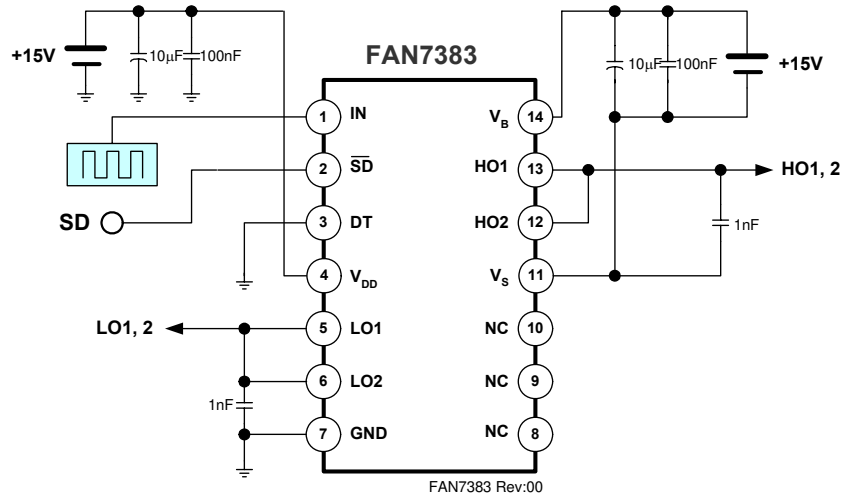 +15V
10µF
100nF
FAN7383
10µF
100nF
+15V
1
IN
2
SD
SD
3
DT
4
VDD
LO1, 2
5
LO1
6
LO2
1nF
7
GND
VB
14
HO1
13
HO1, 2
HO2
12
1nF
VS
11
NC
10
NC
9
NC
8
FAN7383 Rev:00